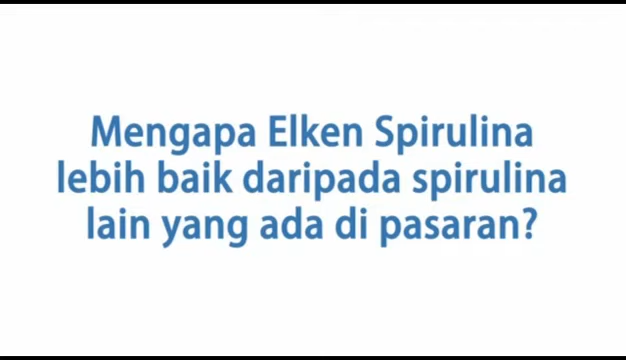 Mengapa Elken Spirulina
lebih baik daripada spirulina
lain yang ada di pasaran?